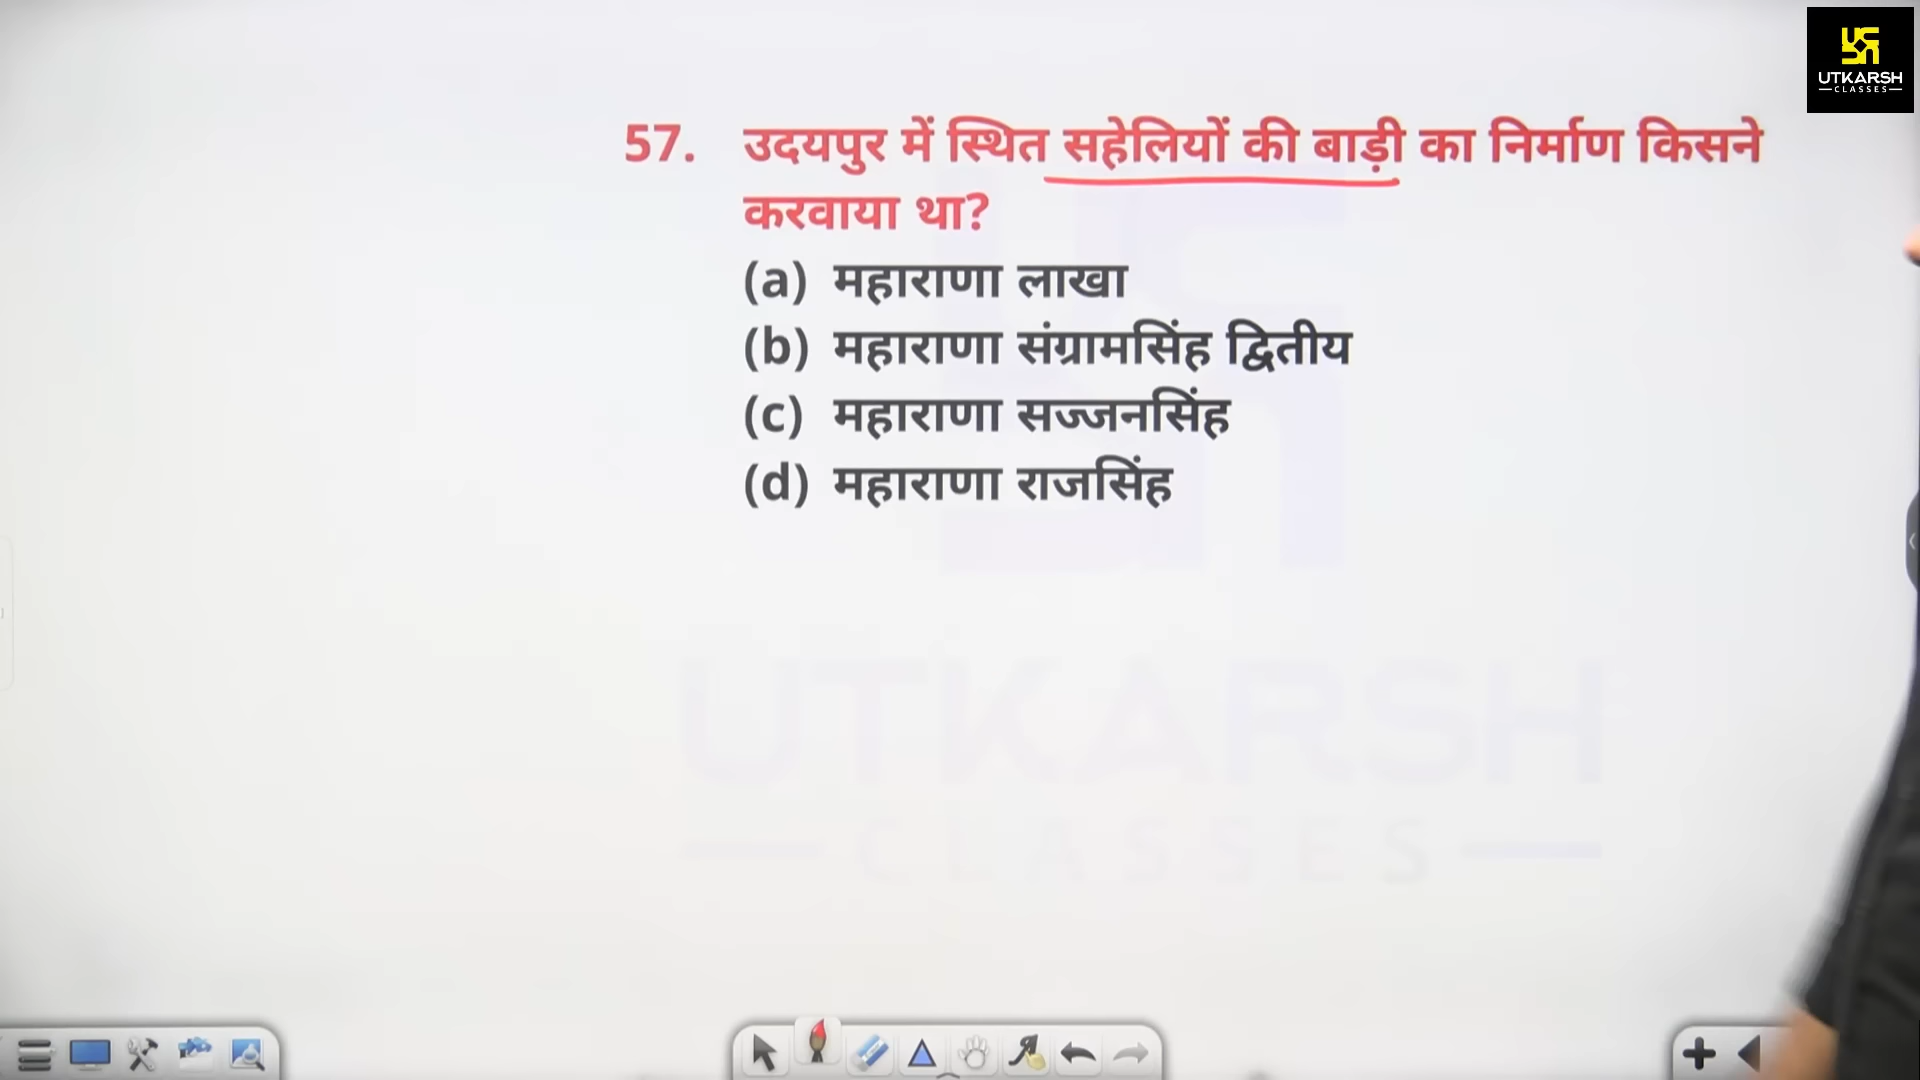 UTKARSH
CLASSES
57. उदयपुर में स्थित सहेलियों की बाड़ी का निर्माण किसने
करवाया था?
(a) महाराणा लाखा
(b) महाराणा संग्रामसिंह द्वितीय
(c) महाराणा सज्जनसिंह
(d) महाराणा राजसिंह
UTKARSH
CLASSES